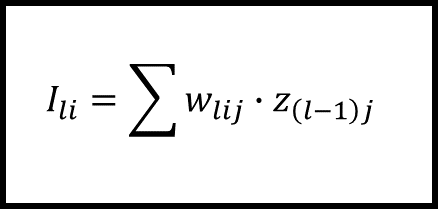 I_{li} = ∑ w_{lij} · z_{(l−1)j}